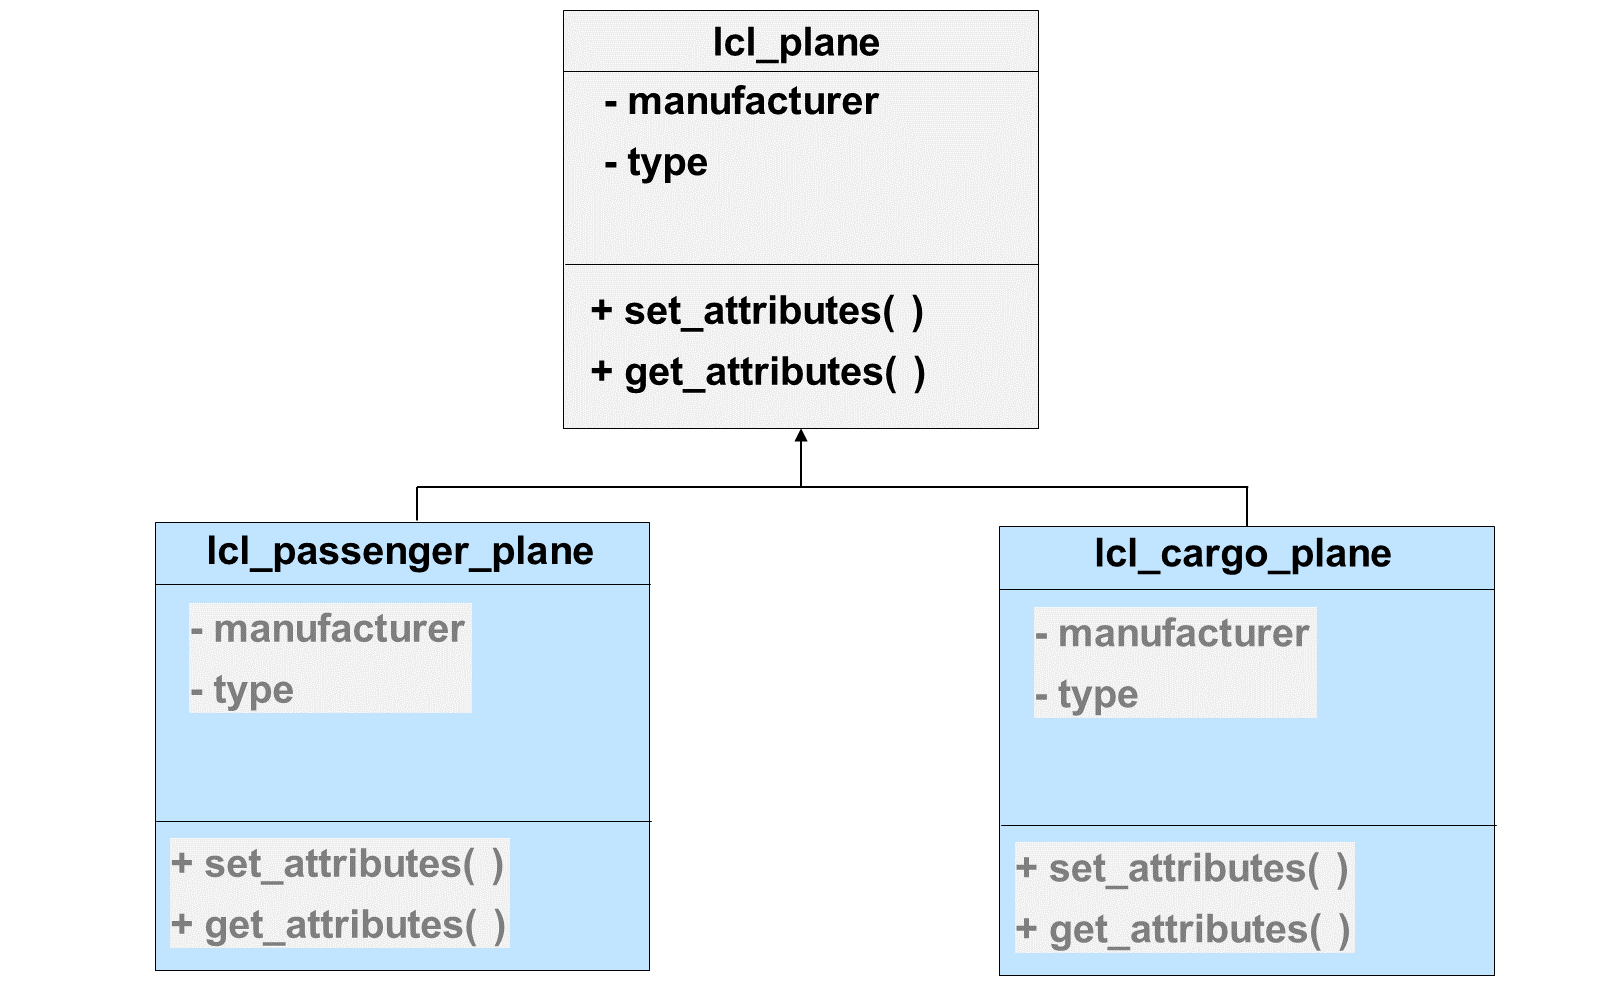 lcl_plane
- manufacturer
- type
+ set_attributes( )
+ get_attributes( )
lcl_passenger_plane
- manufacturer
- type
+ set_attributes( )
+ get_attributes( )
lcl_cargo_plane
- manufacturer
- type
+ set_attributes( )
+ get_attributes( )